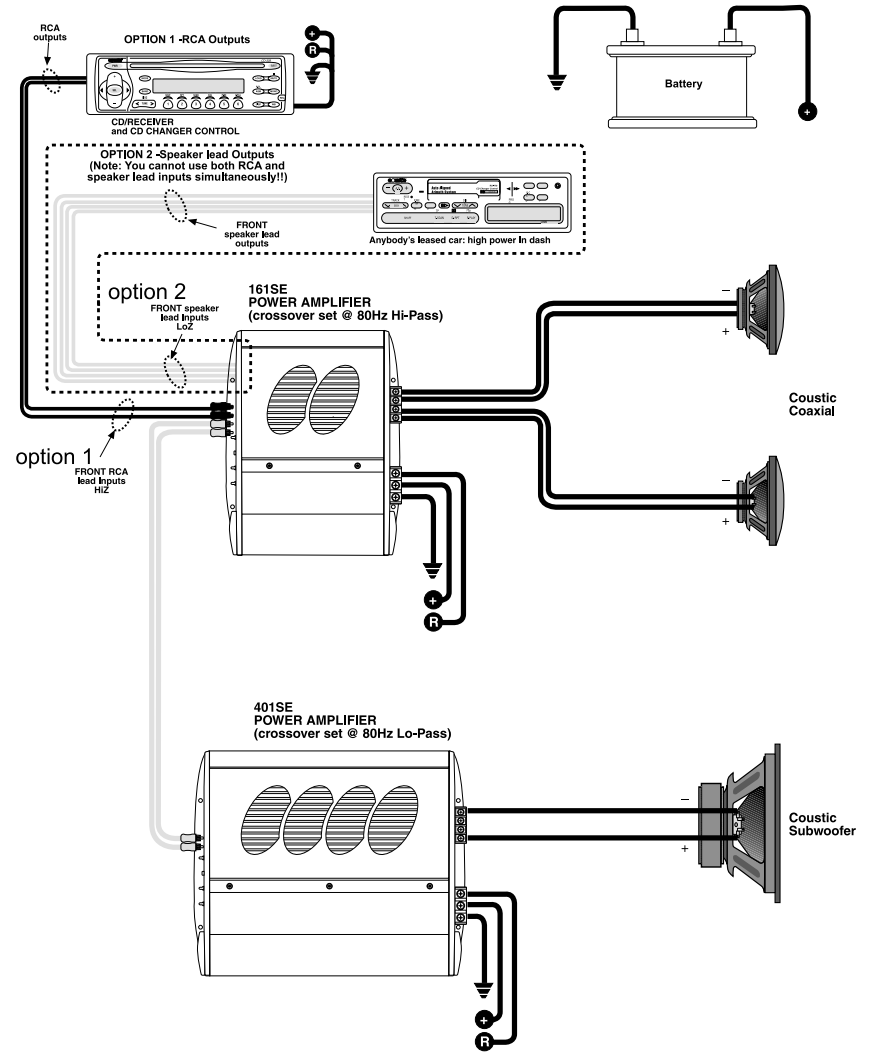 RCA
outputs
OPTION 1 -RCA Outputs
+
R
CD/RECEIVER
and CD CHANGER CONTROL
Battery
+
OPTION 2 -Speaker lead Outputs
(Note: You cannot use both RCA and
speaker lead inputs simultaneously!!)
FRONT
speaker lead
outputs
Anybody's leased car: high power in dash
option 2
FRONT speaker
lead Inputs
LoZ
161SE
POWER AMPLIFIER
(crossover set @ 80Hz Hi-Pass)
–
+
Coustic
Coaxial
–
+
option 1
FRONT RCA
lead Inputs
HiZ
+
R
401SE
POWER AMPLIFIER
(crossover set @ 80Hz Lo-Pass)
–
+
Coustic
Subwoofer
+
R